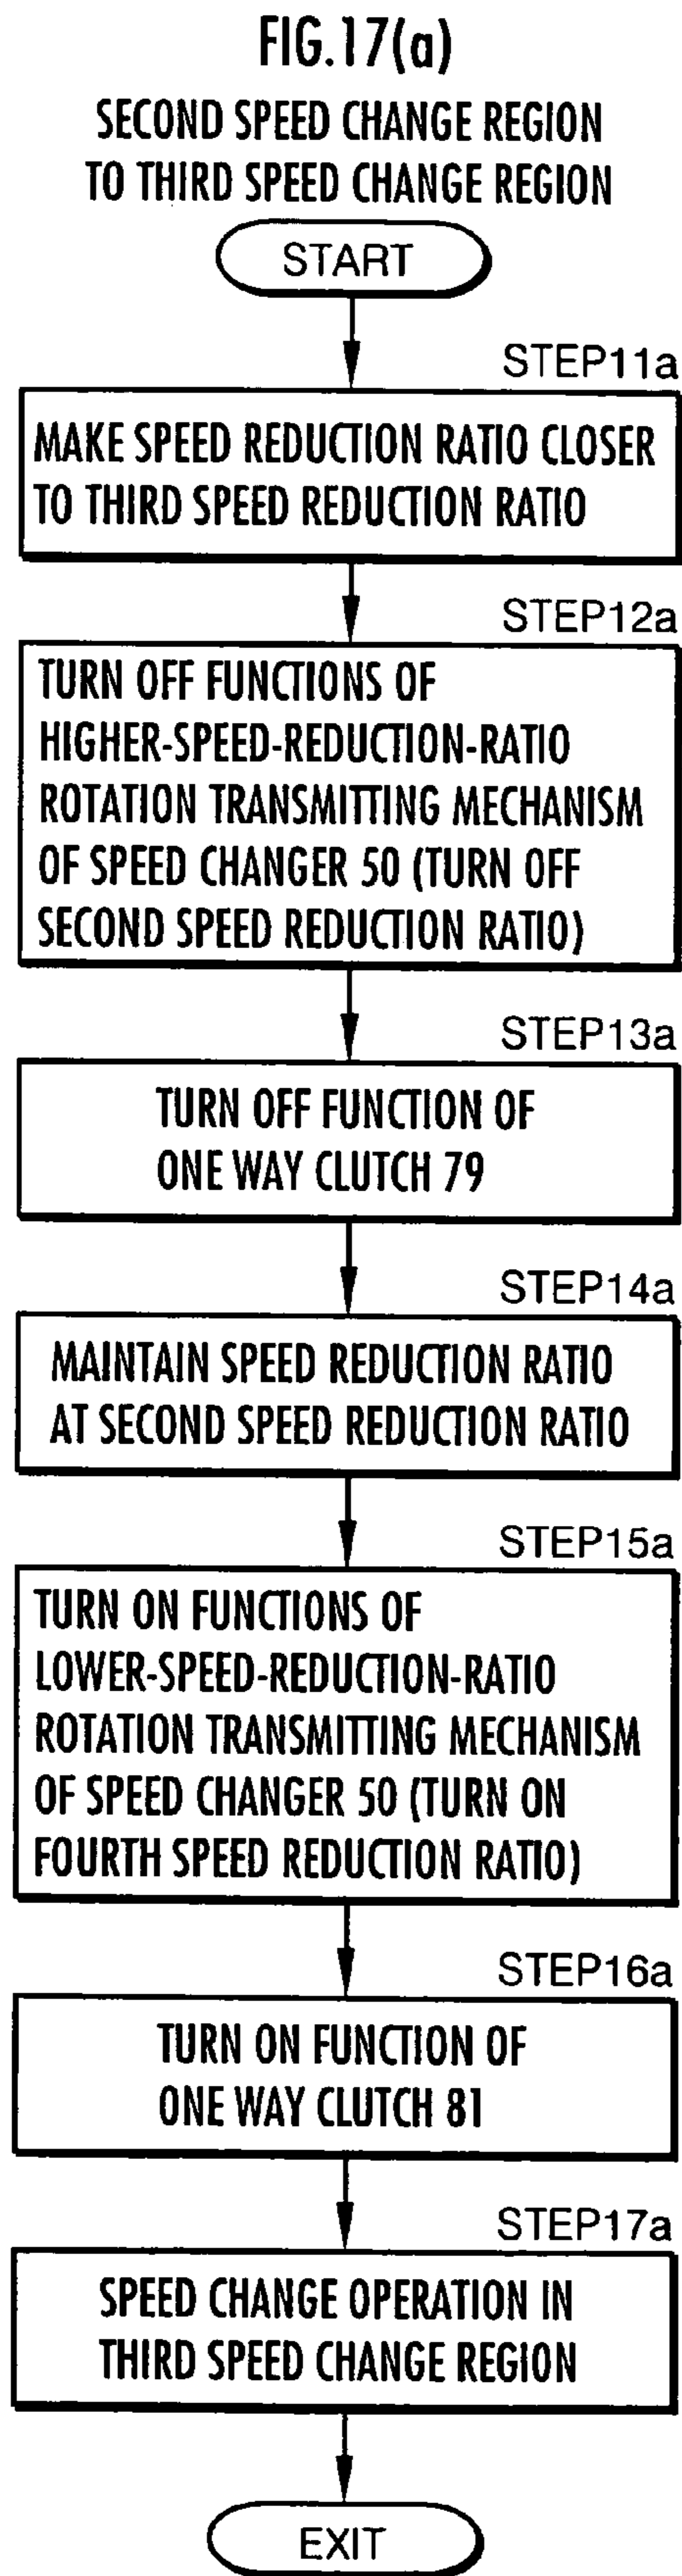 FIG.17(a)
SECOND SPEED CHANGE REGION
TO THIRD SPEED CHANGE REGION
START
STEP11a
MAKE SPEED REDUCTION RATIO CLOSER
TO THIRD SPEED REDUCTION RATIO
STEP12a
TURN OFF FUNCTIONS OF
HIGHER-SPEED-REDUCTION-RATIO
ROTATION TRANSMITTING MECHANISM
OF SPEED CHANGER 50 (TURN OFF
SECOND SPEED REDUCTION RATIO)
STEP13a
TURN OFF FUNCTION OF
ONE WAY CLUTCH 79
STEP14a
MAINTAIN SPEED REDUCTION RATIO
AT SECOND SPEED REDUCTION RATIO
STEP15a
TURN ON FUNCTIONS OF
LOWER-SPEED-REDUCTION-RATIO
ROTATION TRANSMITTING MECHANISM
OF SPEED CHANGER 50 (TURN ON
FOURTH SPEED REDUCTION RATIO)
STEP16a
TURN ON FUNCTION OF
ONE WAY CLUTCH 81
STEP17a
SPEED CHANGE OPERATION IN
THIRD SPEED CHANGE REGION
EXIT